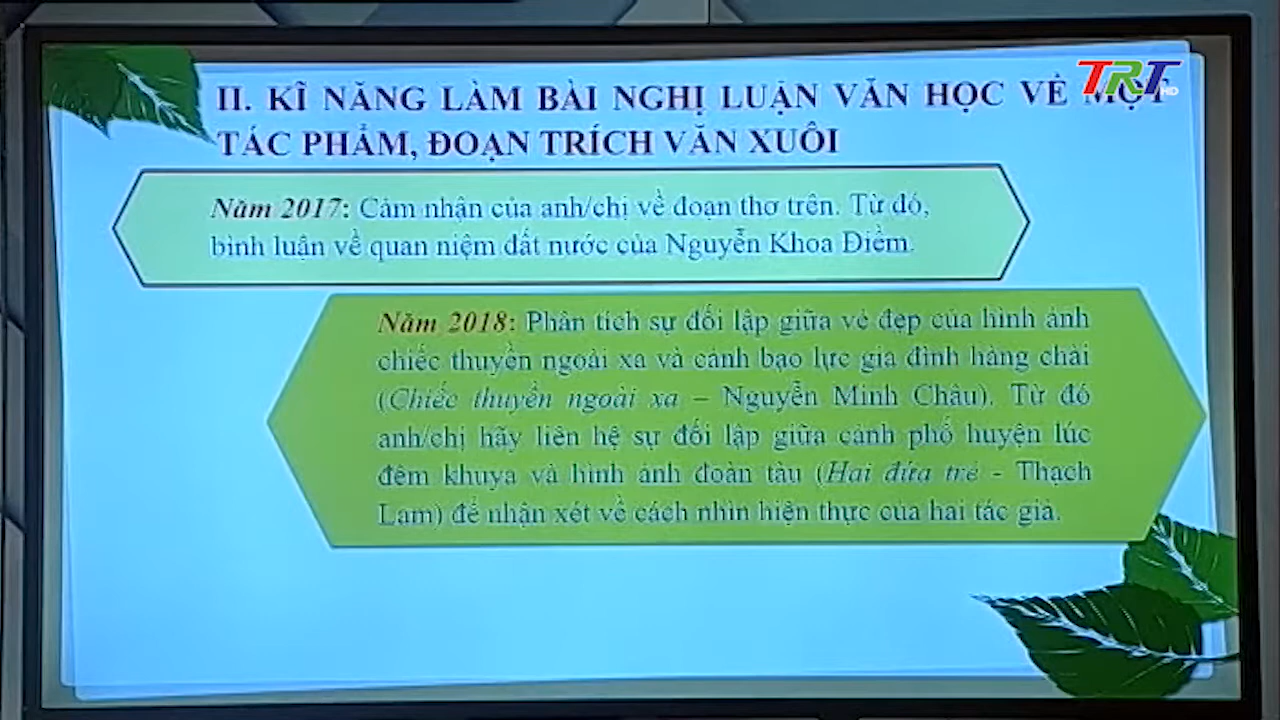 TRT HD
II. KĨ NĂNG LÀM BÀI NGHỊ LUẬN VĂN HỌC VỀ MỘT
TÁC PHẨM, ĐOẠN TRÍCH VĂN XUÔI
Năm 2017: Cảm nhận của anh/chị về đoạn thơ trên. Từ đó,
bình luận về quan niệm đất nước của Nguyễn Khoa Điềm.
Năm 2018: Phân tích sự đối lập giữa vẻ đẹp của hình ảnh
chiếc thuyền ngoài xa và cảnh bạo lực gia đình hàng chài
(Chiếc thuyền ngoài xa – Nguyễn Minh Châu). Từ đó
anh/chị hãy liên hệ sự đối lập giữa cảnh phố huyện lúc
đêm khuya và hình ảnh đoàn tàu (Hai đứa trẻ - Thạch
Lam) để nhận xét về cách nhìn hiện thực của hai tác giả.